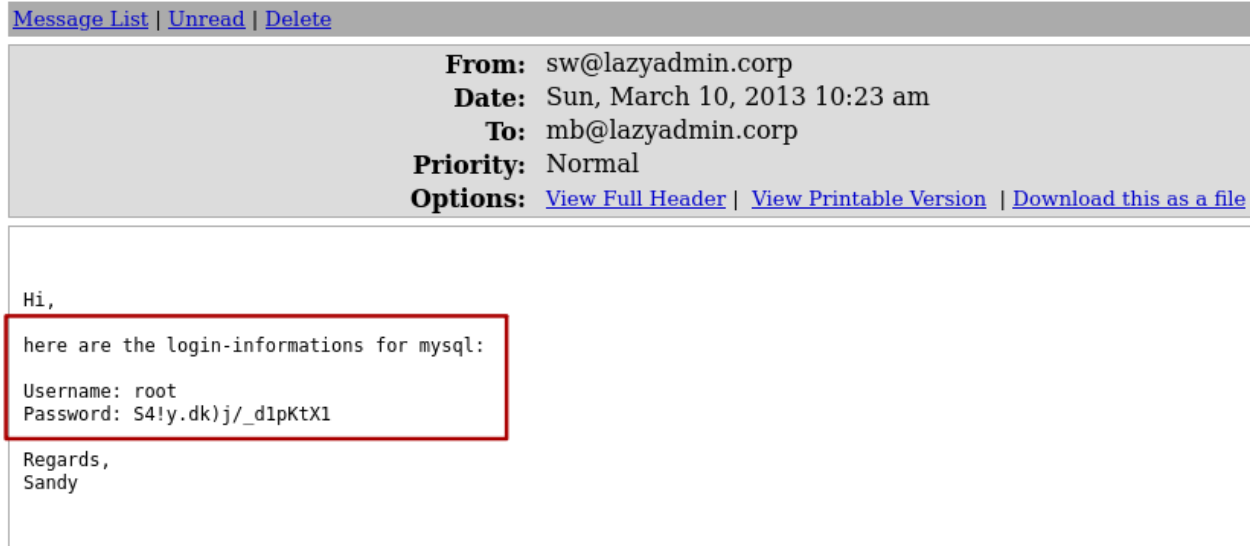 Message List | Unread | Delete
From: sw@lazyadmin.corp
Date: Sun, March 10, 2013 10:23 am
To: mb@lazyadmin.corp
Priority: Normal
Options: View Full Header | View Printable Version | Download this as a file
Hi,
here are the login-informations for mysql:
Username: root
Password: S4!y.dk)j/_d1pKtX1
Regards,
Sandy